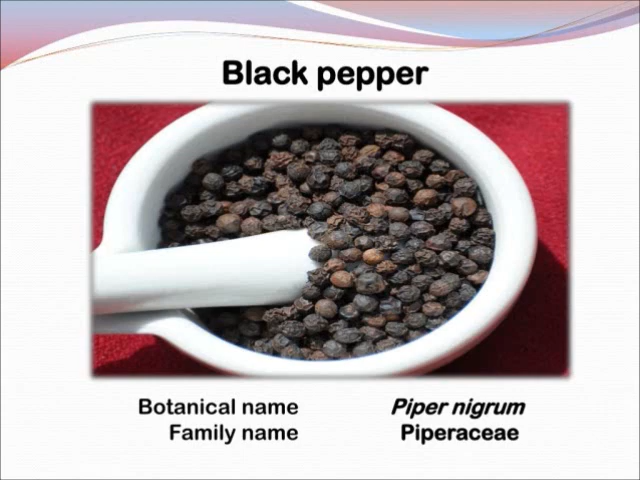 Black pepper
Botanical name Piper nigrum
Family name Piperaceae